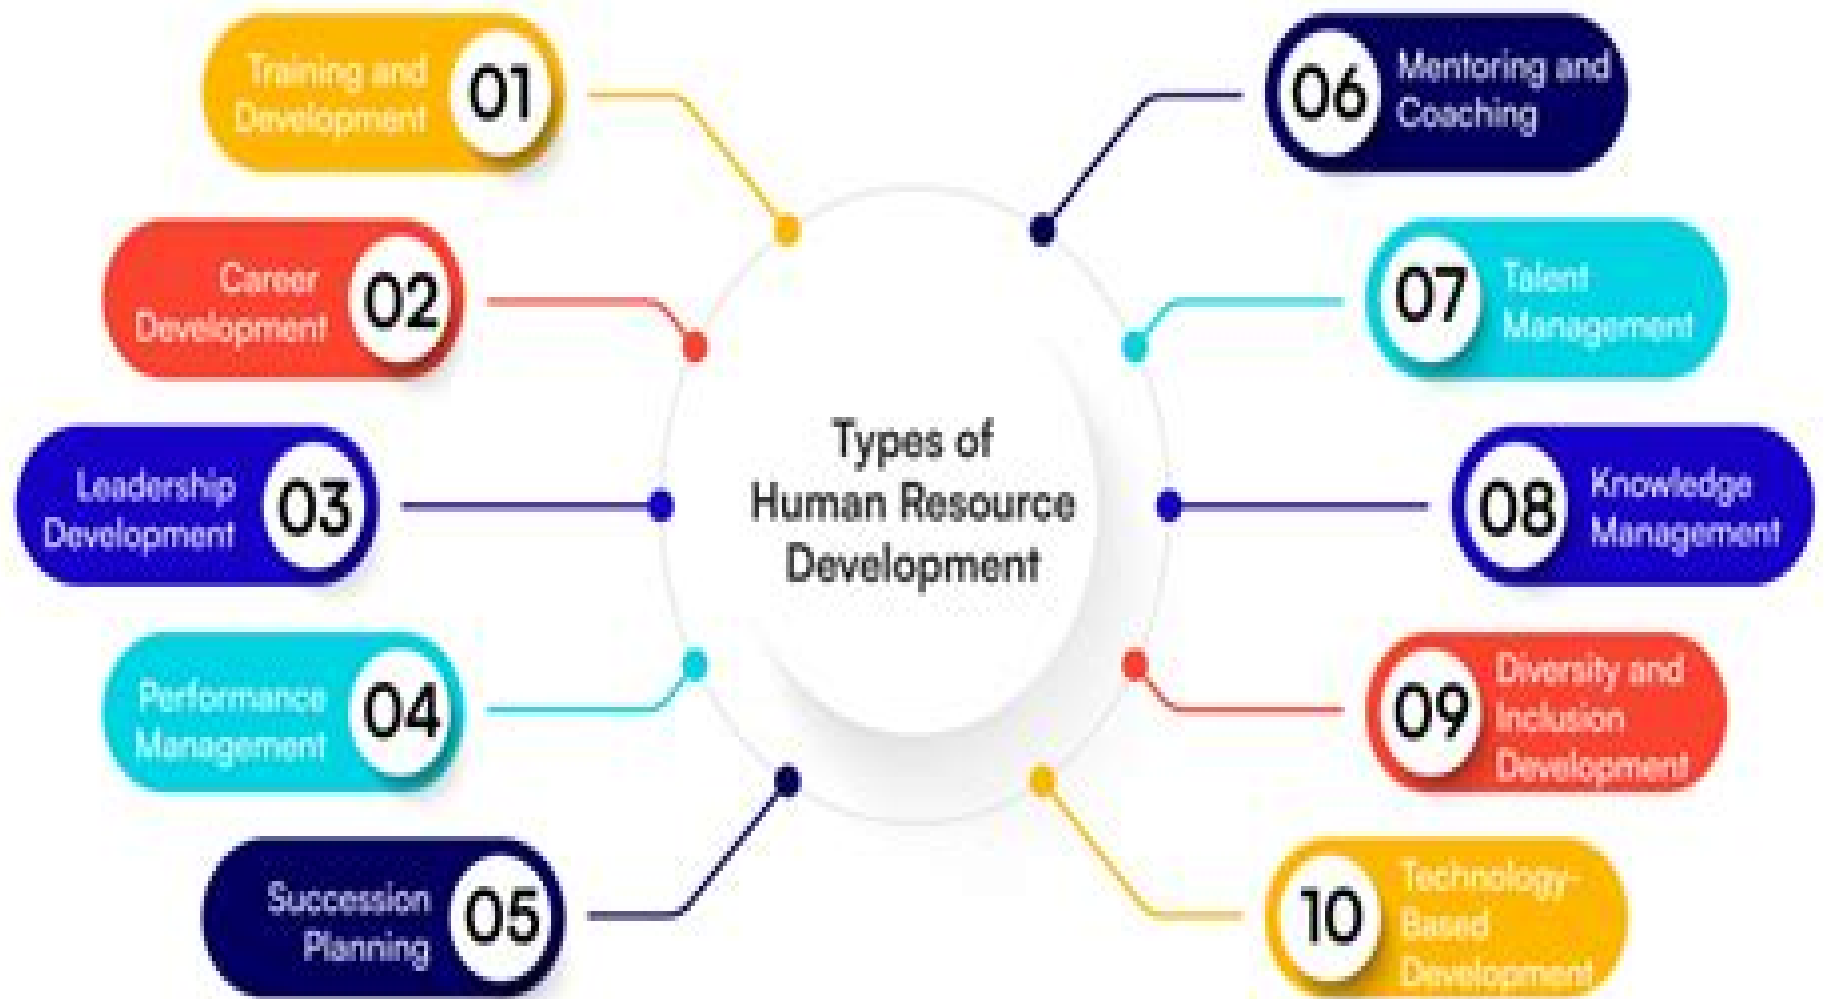 Types of
Human Resource
Development
Training and
Development
01
Career
Development
02
Leadership
Development
03
Performance
Management
04
Succession
Planning
05
06
Mentoring and
Coaching
07
Talent
Management
08
Knowledge
Management
09
Diversity and
Inclusion
Development
10
Technology-
Based
Development